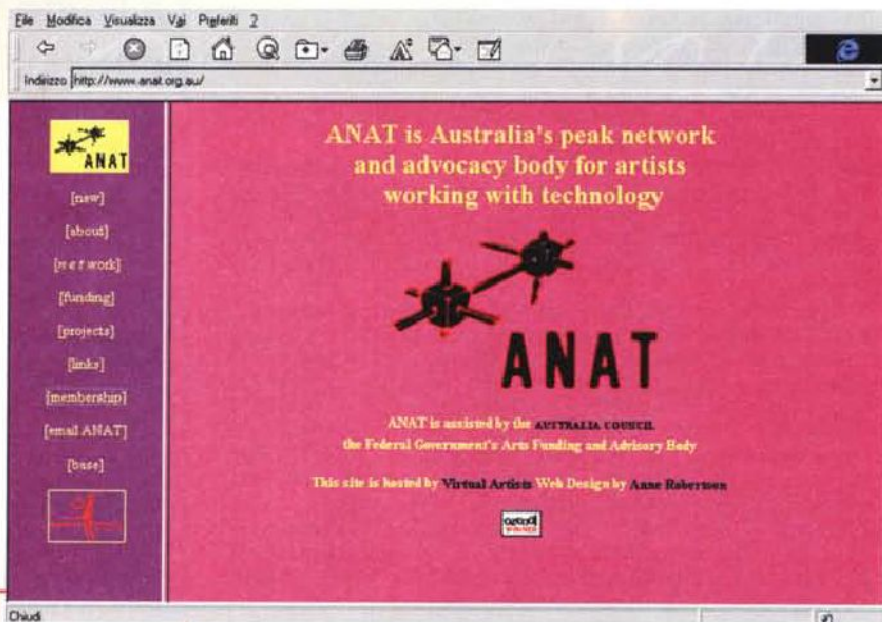 File Modifica Visualizza Vai Preferiti ?
Indirizzo http://www.anat.org.au/
ANAT
[new]
[about]
[n e t work]
[funding]
[projects]
[links]
[membership]
[email ANAT]
[base]
ANAT is Australia's peak network
and advocacy body for artists
working with technology
ANAT
ANAT is assisted by the AUSTRALIA COUNCIL
the Federal Government's Arts Funding and Advisory Body
This site is hosted by Virtual Artists Web Design by Anne Robertson
Chiudi